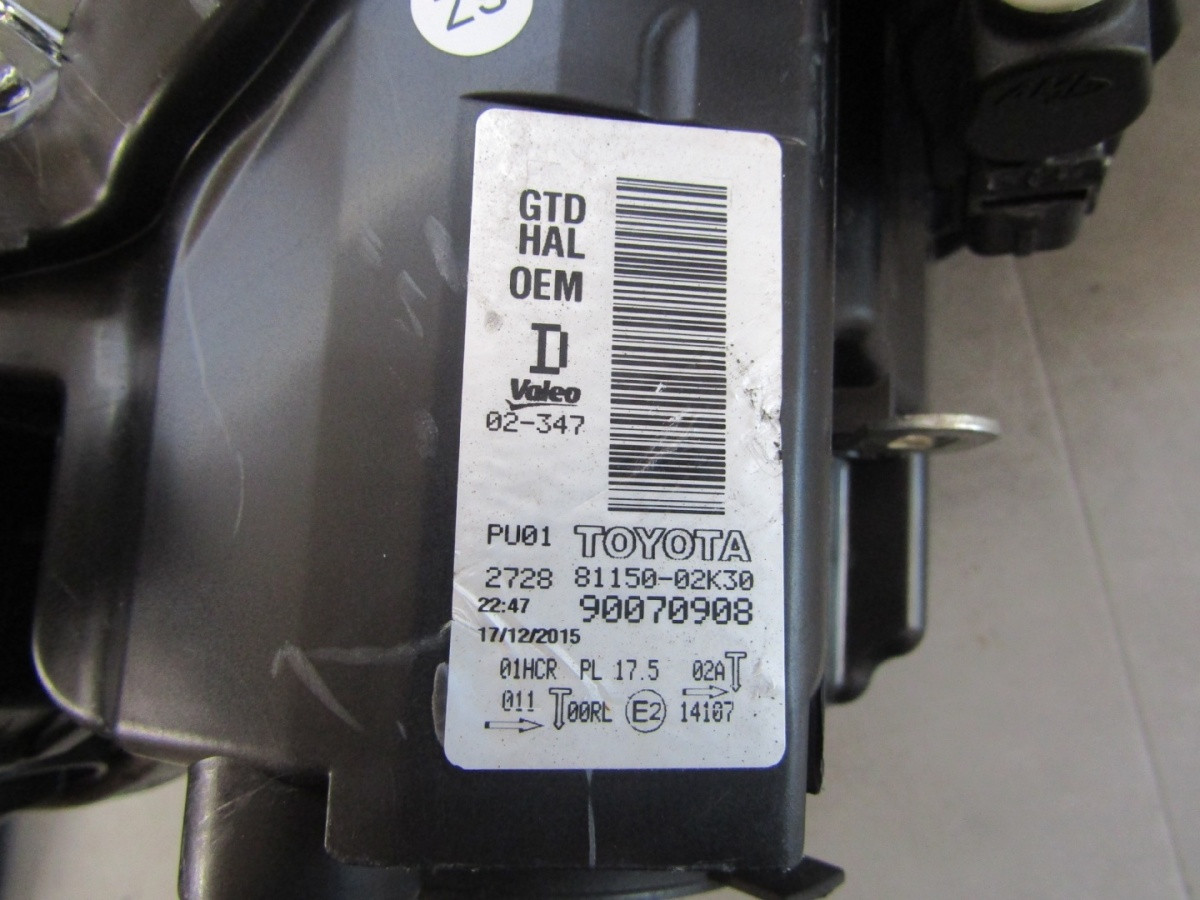 GTD
HAL
OEM
D
Valeo
02-347
PU01 TOYOTA
2728 81150-02K30
22:47 90070908
17/12/2015
01HCR PL 17.5 02A
011 00RL E2 14107